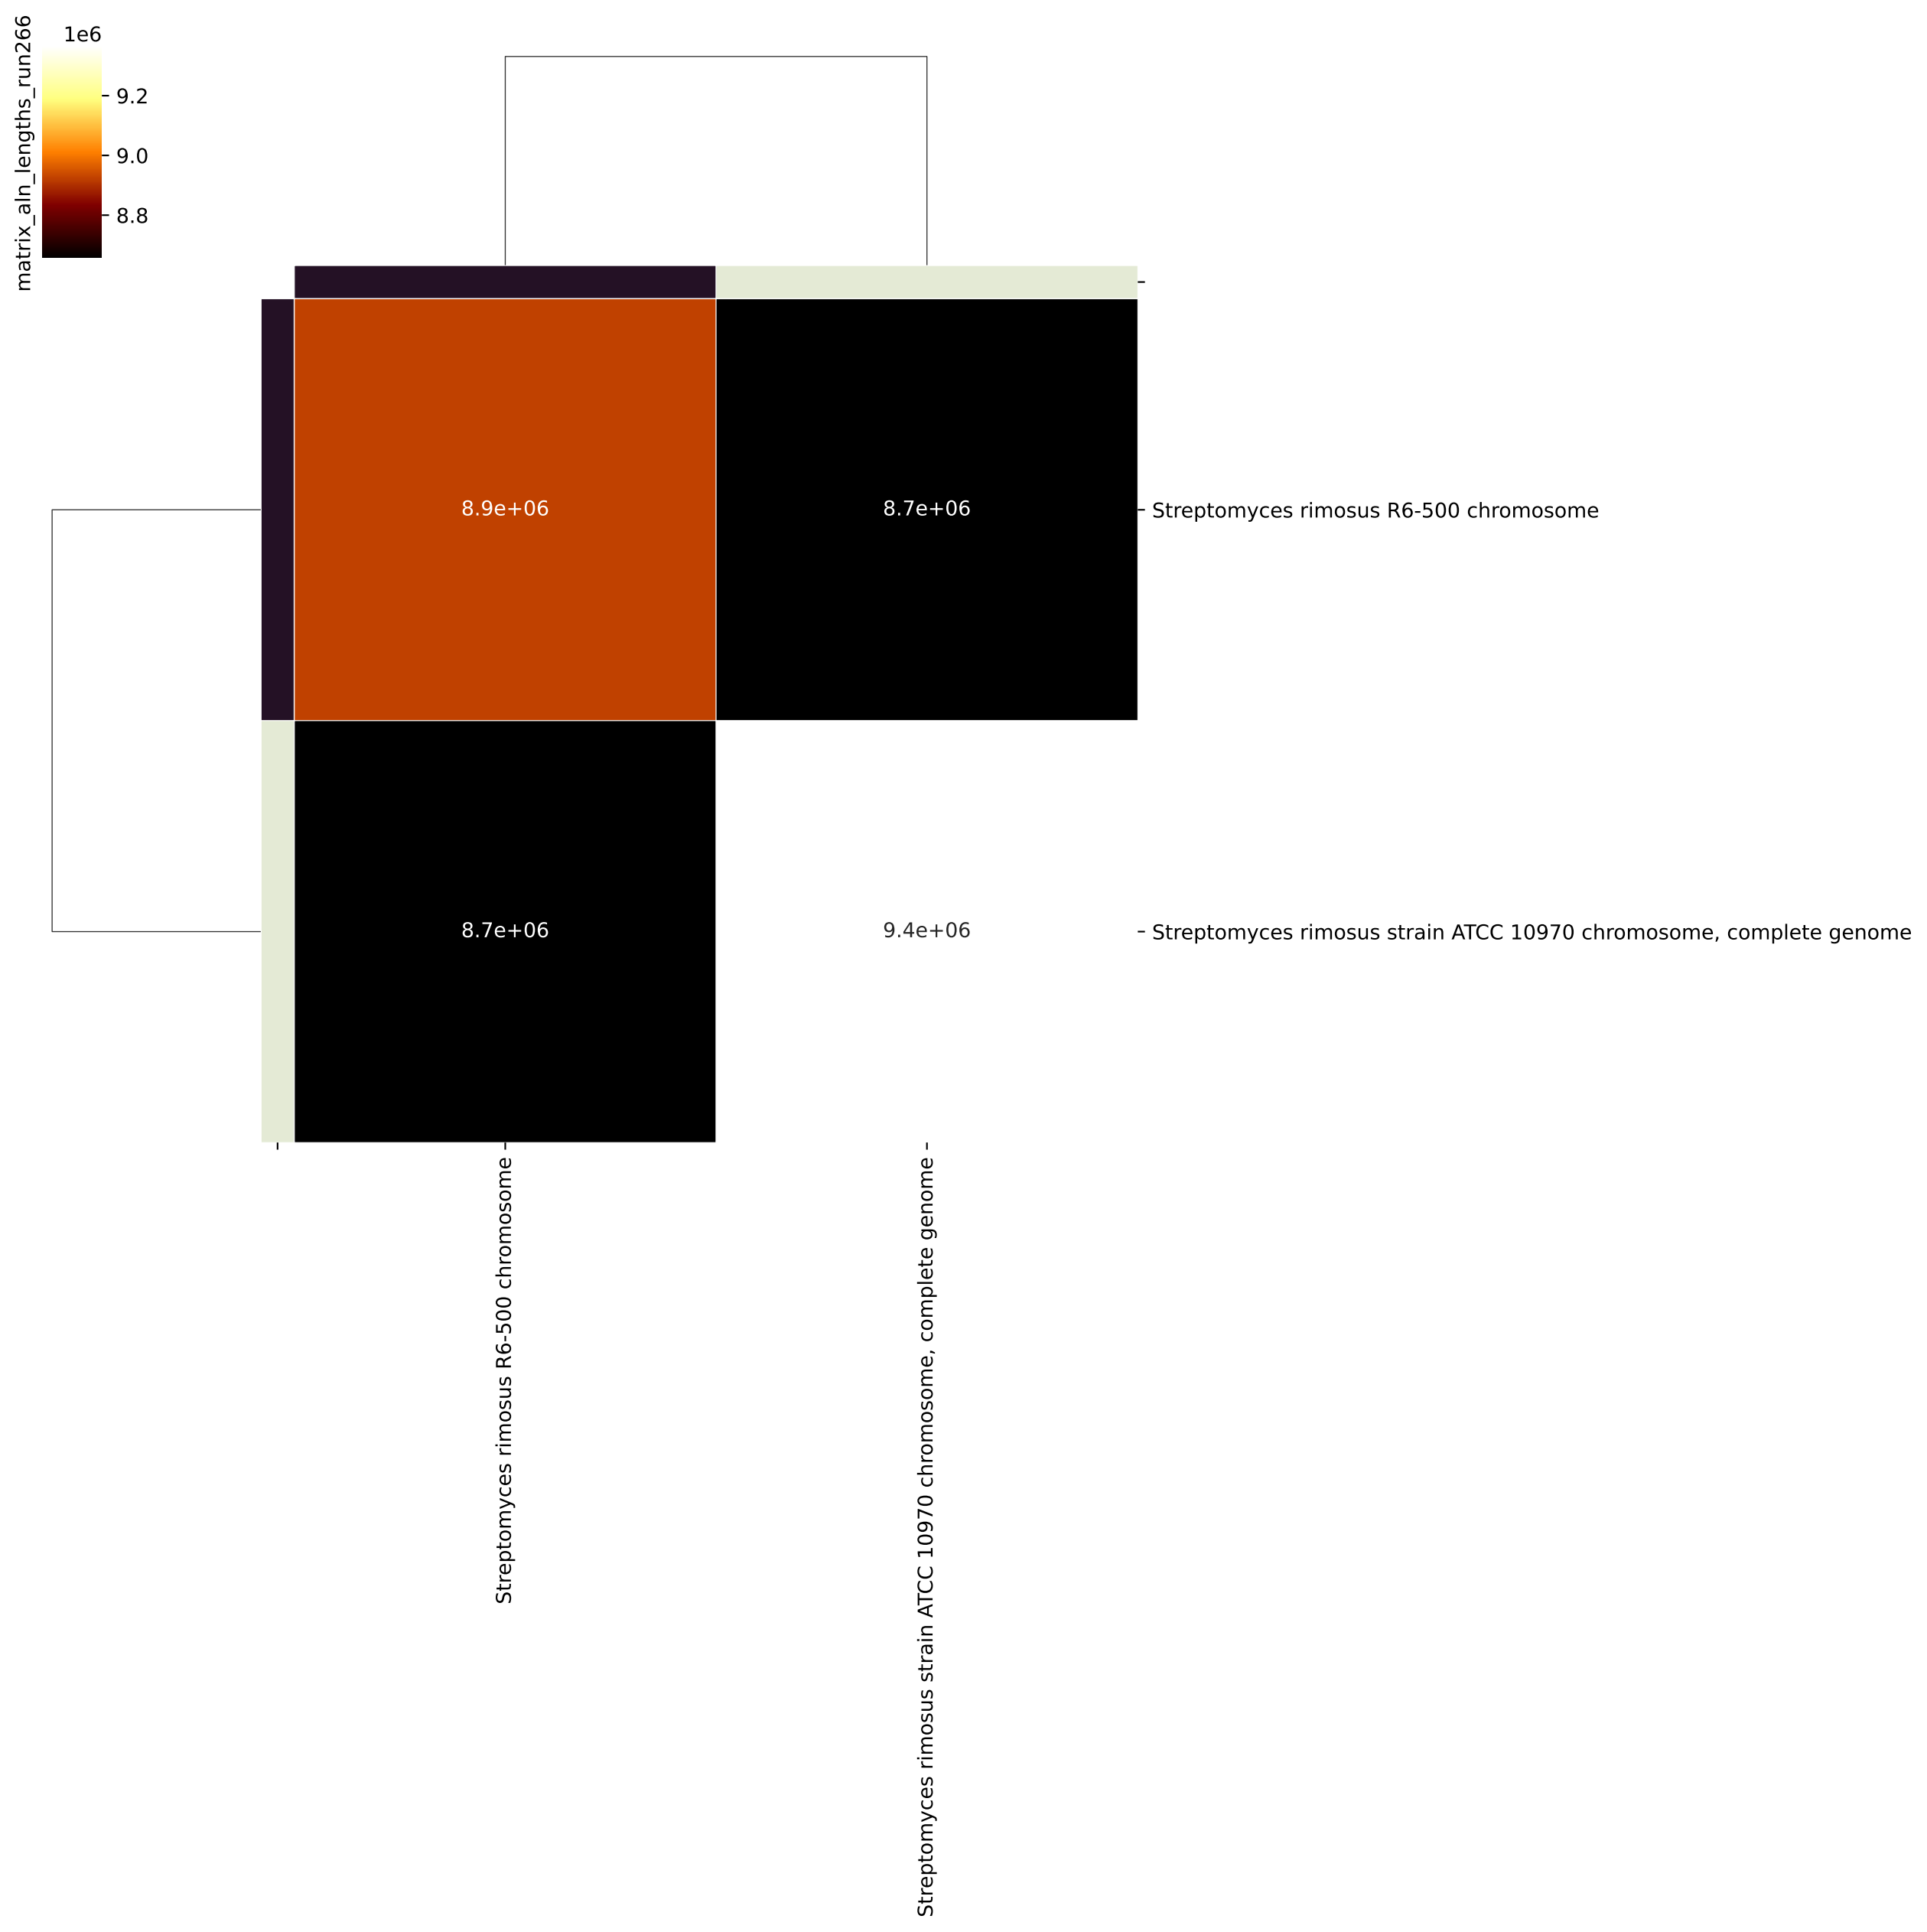 matrix_aln_lengths_run266
1e6
9.2
9.0
8.8
8.9e+06
8.7e+06
Streptomyces rimosus R6-500 chromosome
8.7e+06
9.4e+06
Streptomyces rimosus strain ATCC 10970 chromosome, complete genome
Streptomyces rimosus R6-500 chromosome
Streptomyces rimosus strain ATCC 10970 chromosome, complete genome